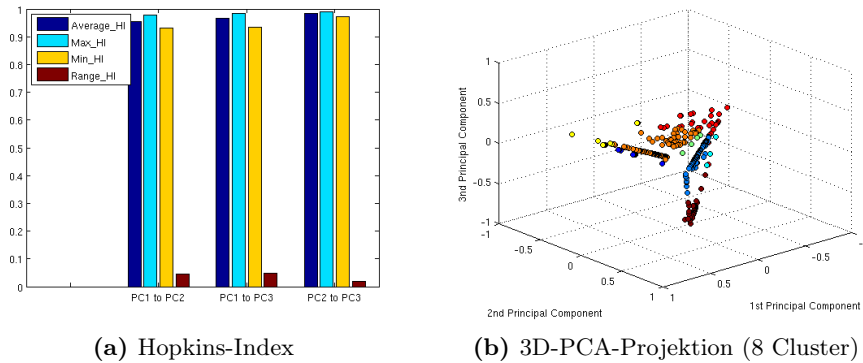 1
0.9
0.8
0.7
0.6
0.5
0.4
0.3
0.2
0.1
0
Average_HI
Max_HI
Min_HI
Range_HI
PC1 to PC2
PC1 to PC3
PC2 to PC3
(a) Hopkins-Index
3nd Principal Component
1
0.5
0
-0.5
-1
-1
-0.5
0
0.5
1
2nd Principal Component
1
0.5
0
-0.5
-1
1st Principal Component
(b) 3D-PCA-Projektion (8 Cluster)